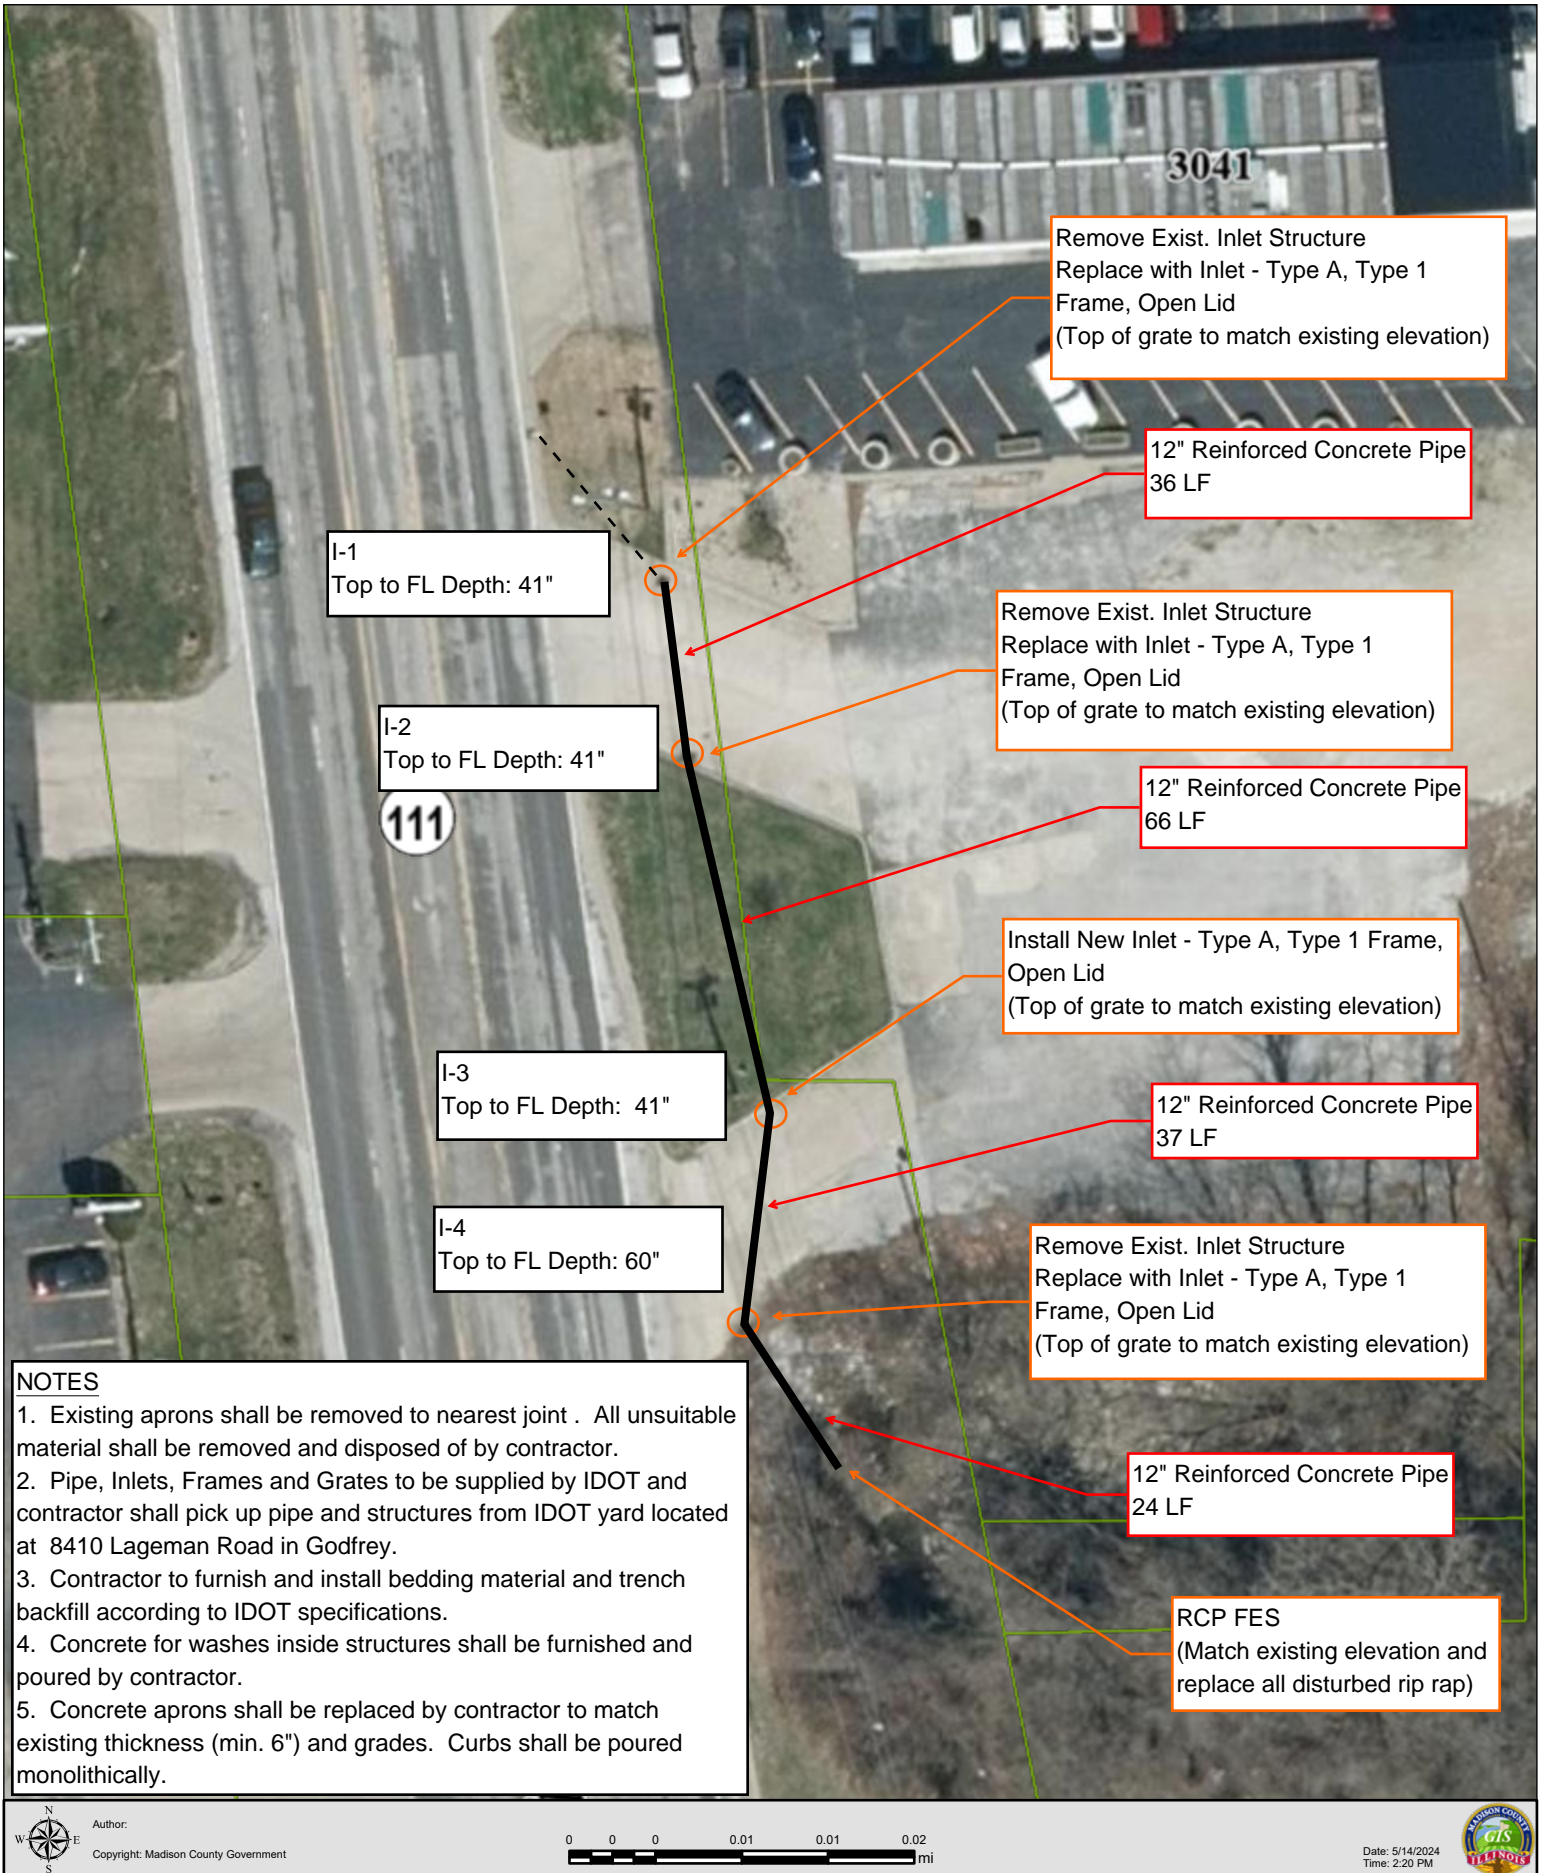 3041
Remove Exist. Inlet Structure
Replace with Inlet - Type A, Type 1
Frame, Open Lid
(Top of grate to match existing elevation)
12" Reinforced Concrete Pipe
36 LF
I-1
Top to FL Depth: 41"
Remove Exist. Inlet Structure
Replace with Inlet - Type A, Type 1
Frame, Open Lid
(Top of grate to match existing elevation)
I-2
Top to FL Depth: 41"
111
12" Reinforced Concrete Pipe
66 LF
Install New Inlet - Type A, Type 1 Frame,
Open Lid
(Top of grate to match existing elevation)
I-3
Top to FL Depth:  41"
12" Reinforced Concrete Pipe
37 LF
I-4
Top to FL Depth: 60"
Remove Exist. Inlet Structure
Replace with Inlet - Type A, Type 1
Frame, Open Lid
(Top of grate to match existing elevation)
12" Reinforced Concrete Pipe
24 LF
RCP FES
(Match existing elevation and
replace all disturbed rip rap)
NOTES
1.  Existing aprons shall be removed to nearest joint .  All unsuitable
material shall be removed and disposed of by contractor.
2.  Pipe, Inlets, Frames and Grates to be supplied by IDOT and
contractor shall pick up pipe and structures from IDOT yard located
at  8410 Lageman Road in Godfrey.
3.  Contractor to furnish and install bedding material and trench
backfill according to IDOT specifications.
4.  Concrete for washes inside structures shall be furnished and
poured by contractor.
5.  Concrete aprons shall be replaced by contractor to match
existing thickness (min. 6") and grades.  Curbs shall be poured
monolithically.
N
W E
S
Author:
Copyright: Madison County Government
0 0 0 0.01 0.01 0.02
mi
Date: 5/14/2024
Time: 2:20 PM
MADISON COUNTY
GIS
ILLINOIS